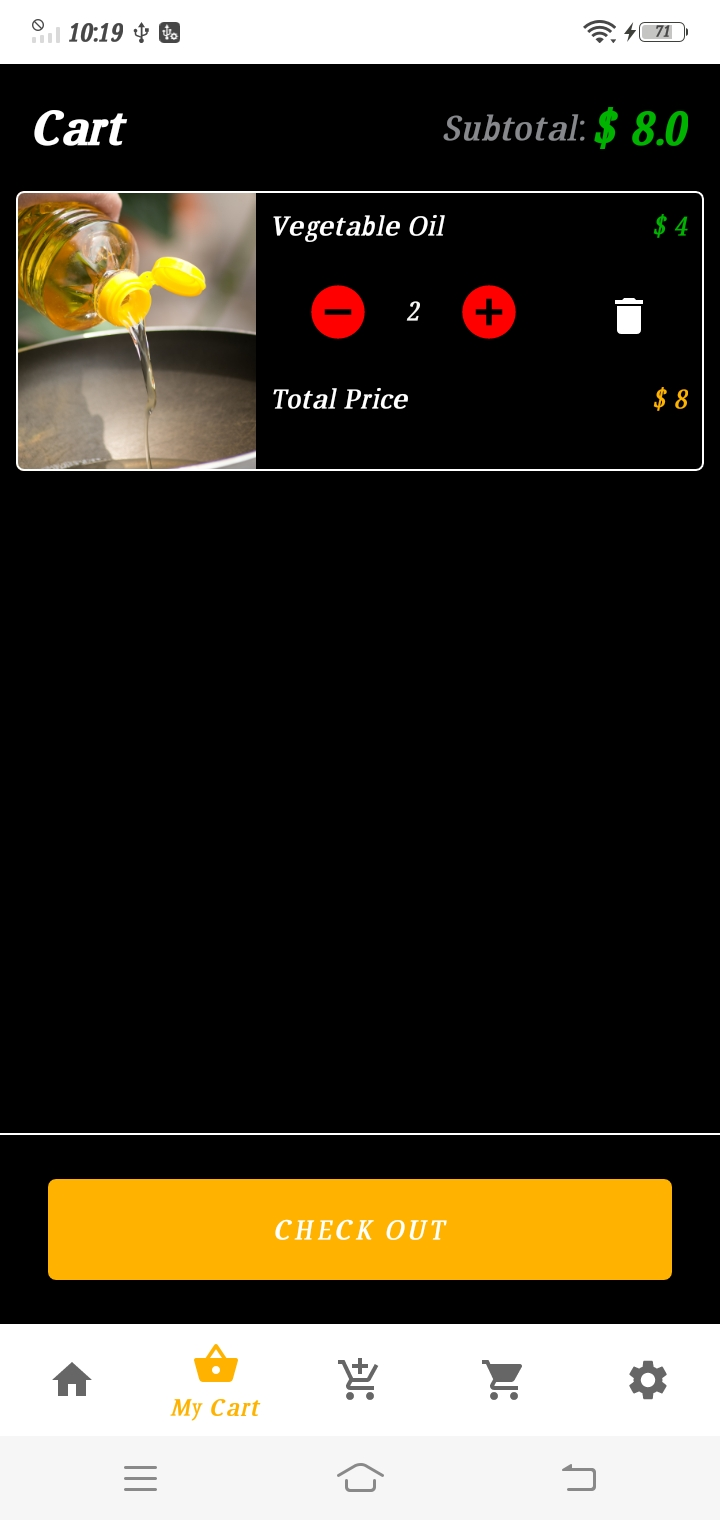 10:19
71
Cart
Subtotal: $ 8.0
Vegetable Oil
$ 4
2
Total Price
$ 8
CHECK OUT
My Cart